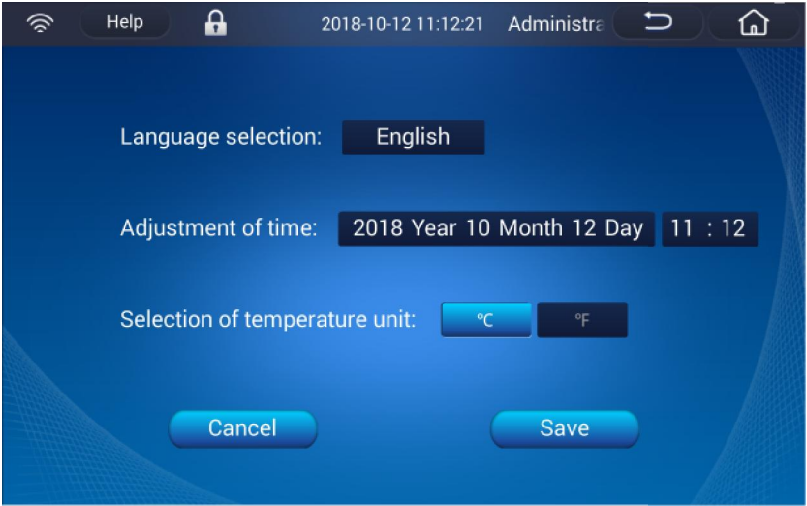 Help 2018-10-12 11:12:21 Administra
Language selection: English
Adjustment of time: 2018 Year 10 Month 12 Day 11 : 12
Selection of temperature unit: °C °F
Cancel Save